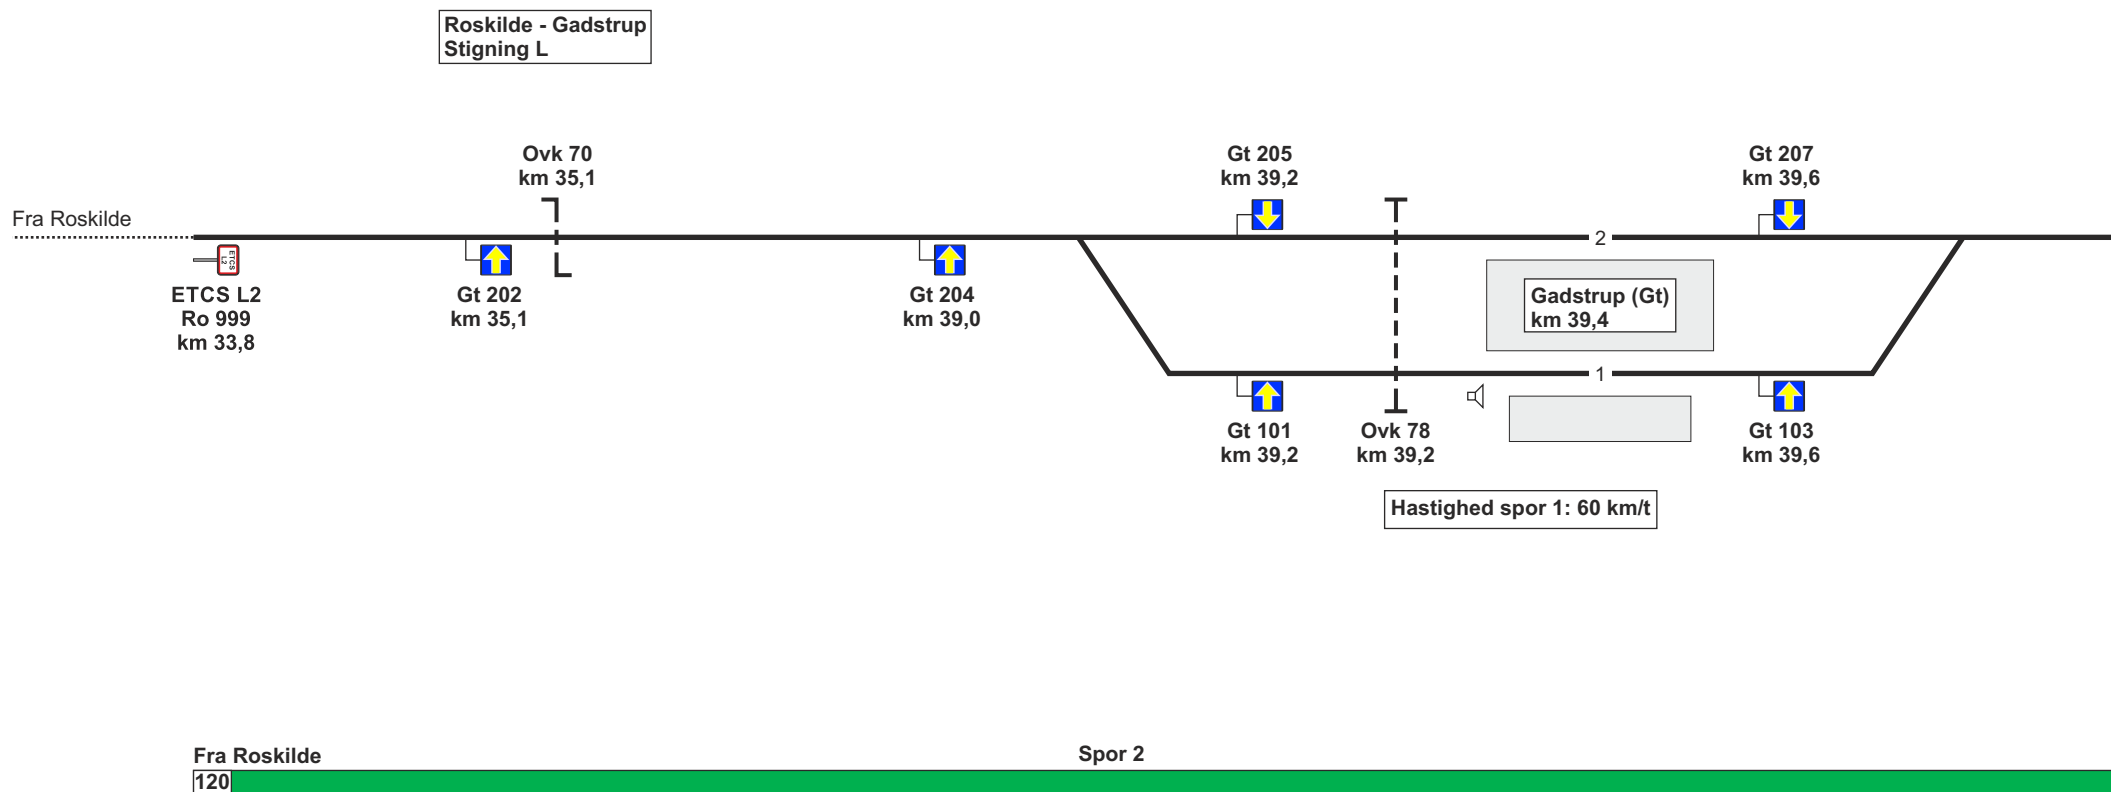 Roskilde - Gadstrup
Stigning L
Ovk 70
km 35,1
Gt 205
km 39,2
Gt 207
km 39,6
Fra Roskilde
2
ETCS
L2
ETCS L2
Ro 999
km 33,8
Gt 202
km 35,1
Gt 204
km 39,0
Gadstrup (Gt)
km 39,4
1
Gt 101
km 39,2
Ovk 78
km 39,2
Gt 103
km 39,6
Hastighed spor 1: 60 km/t
Fra Roskilde
Spor 2
120